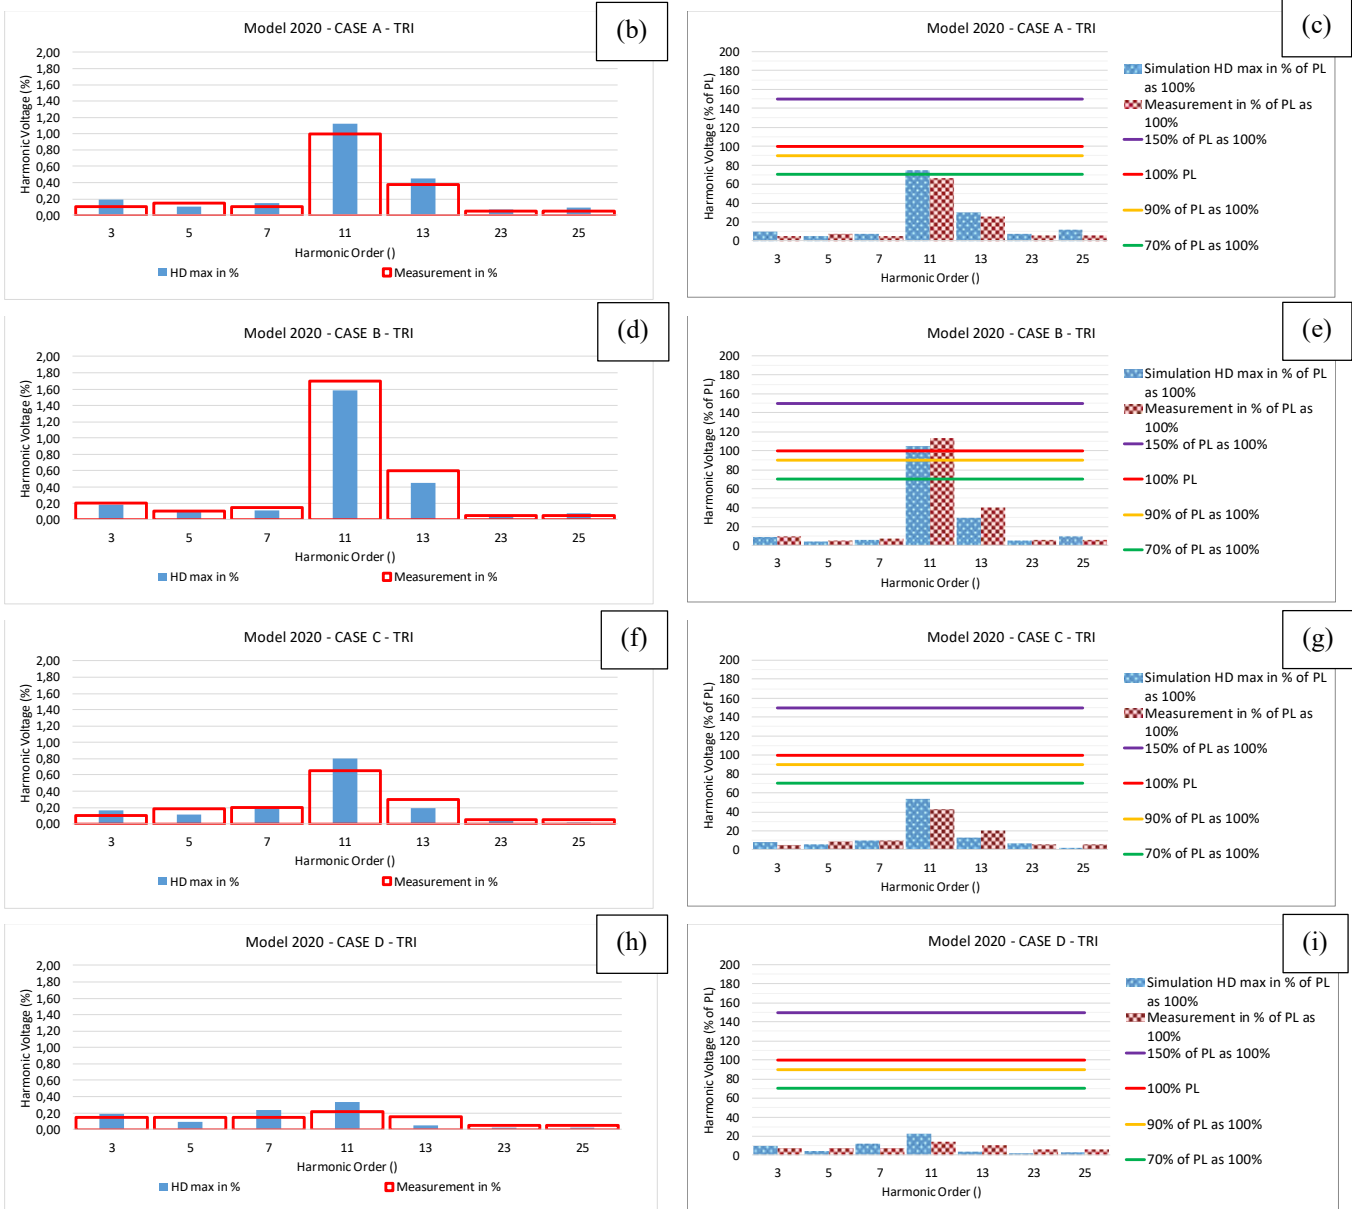 Model 2020 - CASE A - TRI
(b)
Harmonic Voltage (%)
2,00
1,80
1,60
1,40
1,20
1,00
0,80
0,60
0,40
0,20
0,00
3 5 7 11 13 23 25
Harmonic Order ()
HD max in % Measurement in %
Model 2020 - CASE A - TRI
(c)
Harmonic Voltage (% of PL)
200
180
160
140
120
100
80
60
40
20
0
3 5 7 11 13 23 25
Harmonic Order ()
Simulation HD max in % of PL
as 100%
Measurement in % of PL as
100%
150% of PL as 100%
100% PL
90% of PL as 100%
70% of PL as 100%
Model 2020 - CASE B - TRI
(d)
Harmonic Voltage (%)
2,00
1,80
1,60
1,40
1,20
1,00
0,80
0,60
0,40
0,20
0,00
3 5 7 11 13 23 25
Harmonic Order ()
HD max in % Measurement in %
Model 2020 - CASE B - TRI
(e)
Harmonic Voltage (% of PL)
200
180
160
140
120
100
80
60
40
20
0
3 5 7 11 13 23 25
Harmonic Order ()
Simulation HD max in % of PL
as 100%
Measurement in % of PL as
100%
150% of PL as 100%
100% PL
90% of PL as 100%
70% of PL as 100%
Model 2020 - CASE C - TRI
(f)
Harmonic Voltage (%)
2,00
1,80
1,60
1,40
1,20
1,00
0,80
0,60
0,40
0,20
0,00
3 5 7 11 13 23 25
Harmonic Order ()
HD max in % Measurement in %
Model 2020 - CASE C - TRI
(g)
Harmonic Voltage (% of PL)
200
180
160
140
120
100
80
60
40
20
0
3 5 7 11 13 23 25
Harmonic Order ()
Simulation HD max in % of PL
as 100%
Measurement in % of PL as
100%
150% of PL as 100%
100% PL
90% of PL as 100%
70% of PL as 100%
Model 2020 - CASE D - TRI
(h)
Harmonic Voltage (%)
2,00
1,80
1,60
1,40
1,20
1,00
0,80
0,60
0,40
0,20
0,00
3 5 7 11 13 23 25
Harmonic Order ()
HD max in % Measurement in %
Model 2020 - CASE D - TRI
(i)
Harmonic Voltage (% of PL)
200
180
160
140
120
100
80
60
40
20
0
3 5 7 11 13 23 25
Harmonic Order ()
Simulation HD max in % of PL
as 100%
Measurement in % of PL as
100%
150% of PL as 100%
100% PL
90% of PL as 100%
70% of PL as 100%